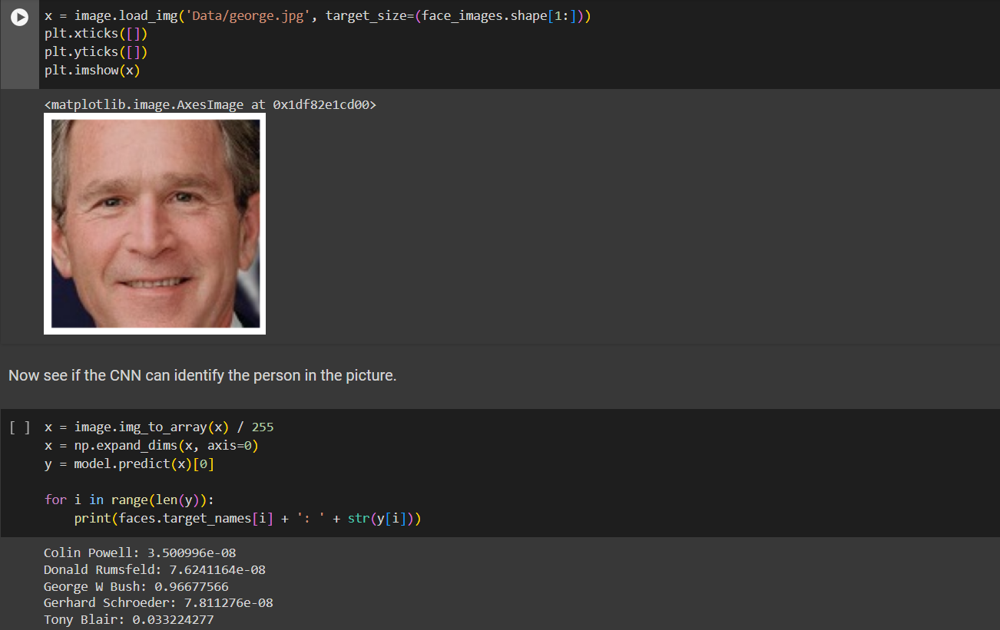 x = image.load_img('Data/george.jpg', target_size=(face_images.shape[1:]))
plt.xticks([])
plt.yticks([])
plt.imshow(x)
<matplotlib.image.AxesImage at 0x1df82e1cd00>
Now see if the CNN can identify the person in the picture.
[ ] x = image.img_to_array(x) / 255
x = np.expand_dims(x, axis=0)
y = model.predict(x)[0]
for i in range(len(y)):
    print(faces.target_names[i] + ': ' + str(y[i]))
Colin Powell: 3.500996e-08
Donald Rumsfeld: 7.6241164e-08
George W Bush: 0.96677566
Gerhard Schroeder: 7.811276e-08
Tony Blair: 0.033224277